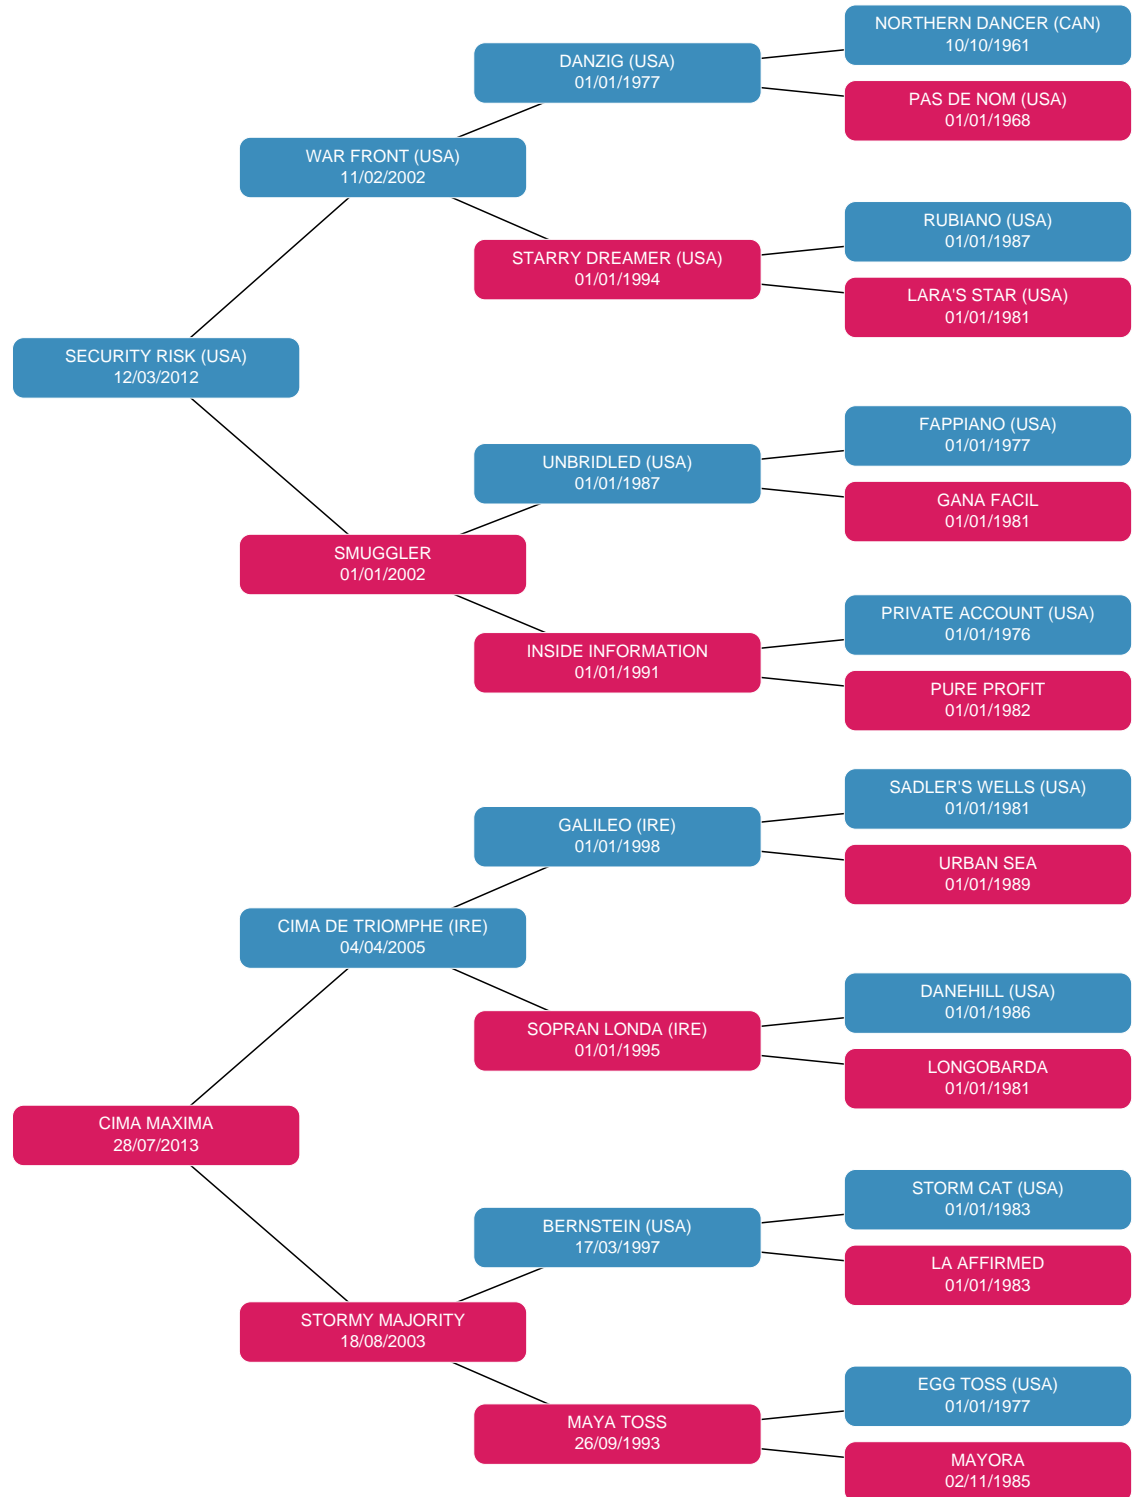 NORTHERN DANCER (CAN)
10/10/1961
DANZIG (USA)
01/01/1977
PAS DE NOM (USA)
01/01/1968
WAR FRONT (USA)
11/02/2002
RUBIANO (USA)
01/01/1987
STARRY DREAMER (USA)
01/01/1994
LARA'S STAR (USA)
01/01/1981
SECURITY RISK (USA)
12/03/2012
FAPPIANO (USA)
01/01/1977
UNBRIDLED (USA)
01/01/1987
GANA FACIL
01/01/1981
SMUGGLER
01/01/2002
PRIVATE ACCOUNT (USA)
01/01/1976
INSIDE INFORMATION
01/01/1991
PURE PROFIT
01/01/1982
SADLER'S WELLS (USA)
01/01/1981
GALILEO (IRE)
01/01/1998
URBAN SEA
01/01/1989
CIMA DE TRIOMPHE (IRE)
04/04/2005
DANEHILL (USA)
01/01/1986
SOPRAN LONDA (IRE)
01/01/1995
LONGOBARDA
01/01/1981
CIMA MAXIMA
28/07/2013
STORM CAT (USA)
01/01/1983
BERNSTEIN (USA)
17/03/1997
LA AFFIRMED
01/01/1983
STORMY MAJORITY
18/08/2003
EGG TOSS (USA)
01/01/1977
MAYA TOSS
26/09/1993
MAYORA
02/11/1985